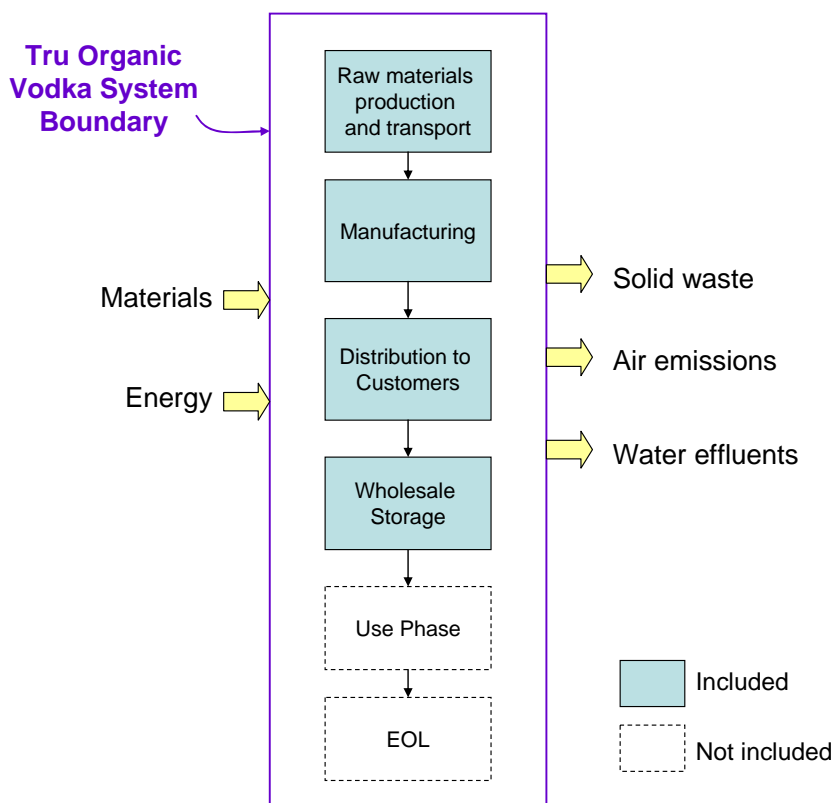 Tru Organic
Vodka System
Boundary
Raw materials
production
and transport
Manufacturing
Materials
Solid waste
Distribution to
Customers
Air emissions
Energy
Water effluents
Wholesale
Storage
Use Phase
EOL
Included
Not included